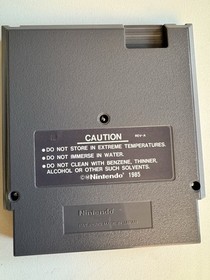 CAUTION
REV-A
•DO NOT STORE IN EXTREME TEMPERATURES.
•DO NOT IMMERSE IN WATER.
•DO NOT CLEAN WITH BENZENE, THINNER,
ALCOHOL OR OTHER SUCH SOLVENTS.
©®Nintendo 1985
Nintendo